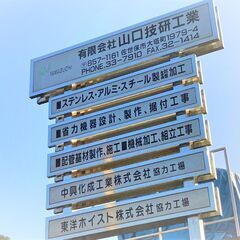 有限会社 山口技研工業
〒857-1161 佐世保市大塔町1979-4
PHONE.33-7910 FAX.32-1414
■ステンレス・アルミ・スチール製缶加工
■省力機器設計、製作、据付工事
■配管基材製作、施工■機械加工、組立工事
中興化成工業株式会社協力工場
東洋ホイスト株式会社協力工場